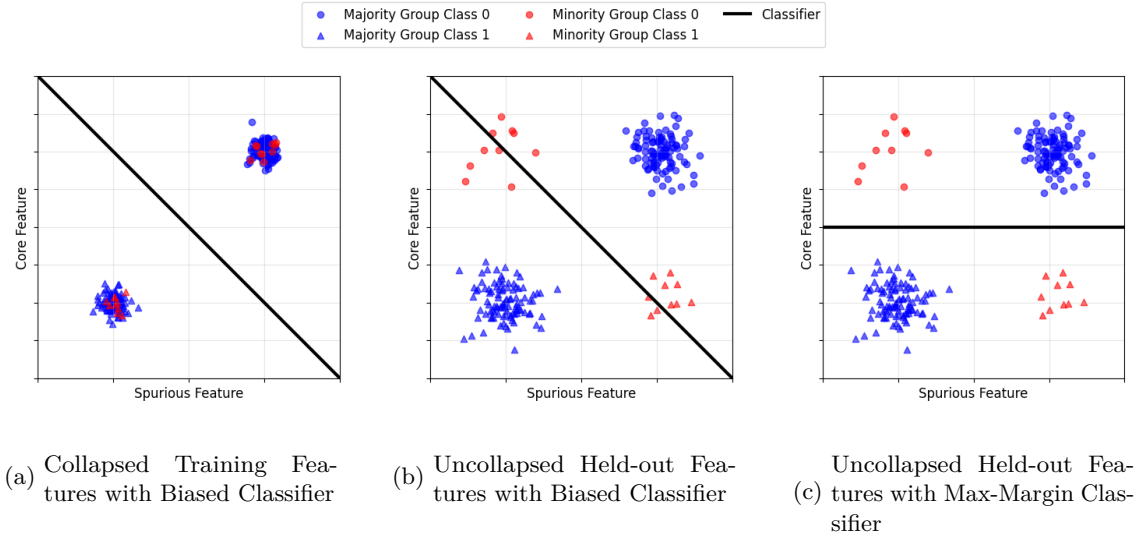 Majority Group Class 0
Minority Group Class 0
Classifier
Majority Group Class 1
Minority Group Class 1
Core Feature
Spurious Feature
Core Feature
Spurious Feature
Core Feature
Spurious Feature
(a) Collapsed Training Fea-
tures with Biased Classifier
(b) Uncollapsed Held-out Fea-
tures with Biased Classifier
(c) Uncollapsed Held-out Fea-
tures with Max-Margin Clas-
sifier